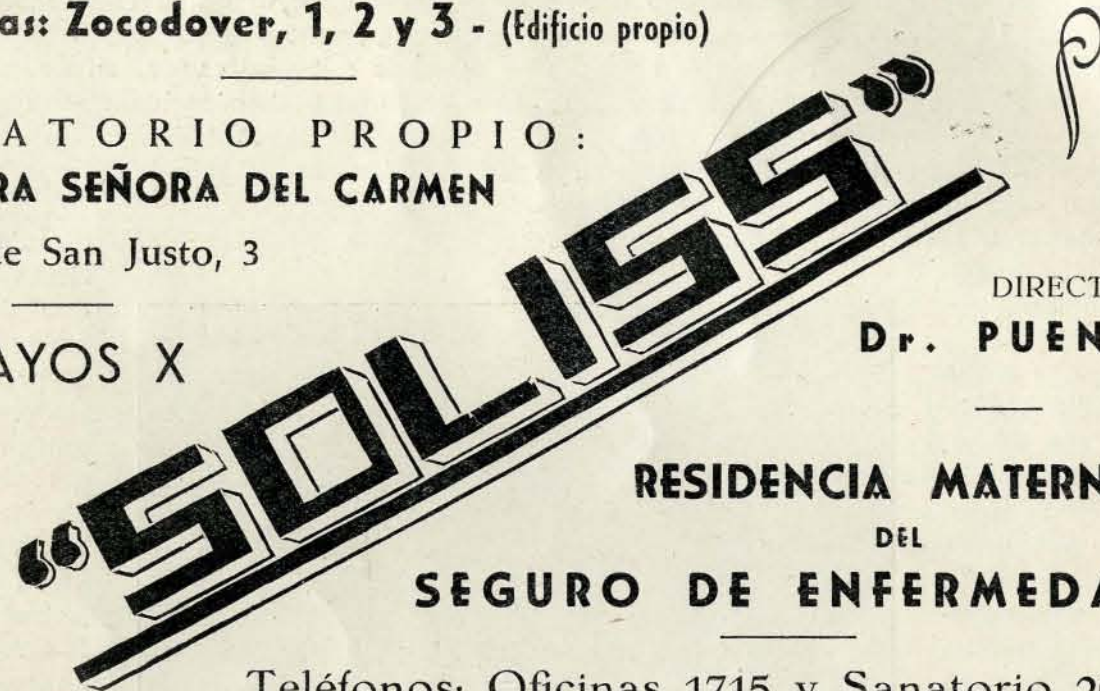 as: Zocodover, 1, 2 y 3 - (Edificio propio)
ATORIO PROPIO:
RA SEÑORA DEL CARMEN
e San Justo, 3
AYOS X
“SOLISS”
DIRECT
Dr. PUEN
RESIDENCIA MATERN
DEL
SEGURO DE ENFERMEDA
Teléfonos: Oficinas 1715 y Sanatorio 2